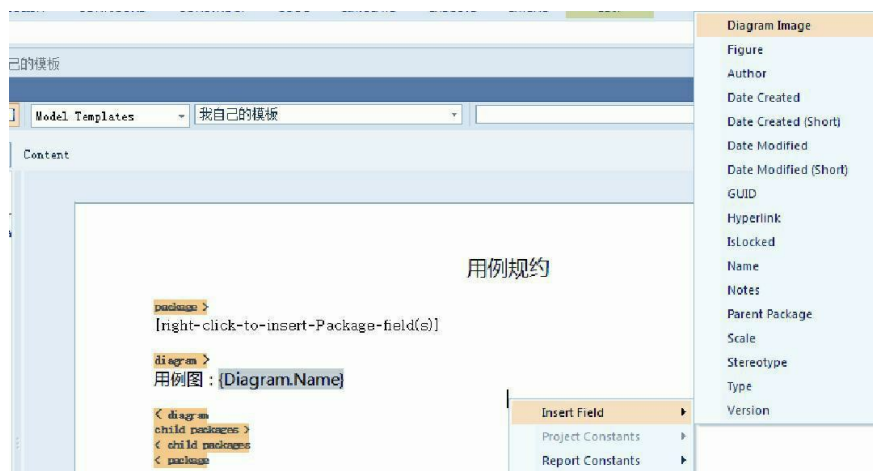 己的模板
Model Templates
我自己的模板
Content
用例规约
package >
[right-click-to-insert-Package-field(s)]
diagram >
用例图：{Diagram.Name}
< diagram
child packages >
< child packages
< package
Insert Field
Project Constants
Report Constants
Diagram Image
Figure
Author
Date Created
Date Created (Short)
Date Modified
Date Modified (Short)
GUID
Hyperlink
IsLocked
Name
Notes
Parent Package
Scale
Stereotype
Type
Version